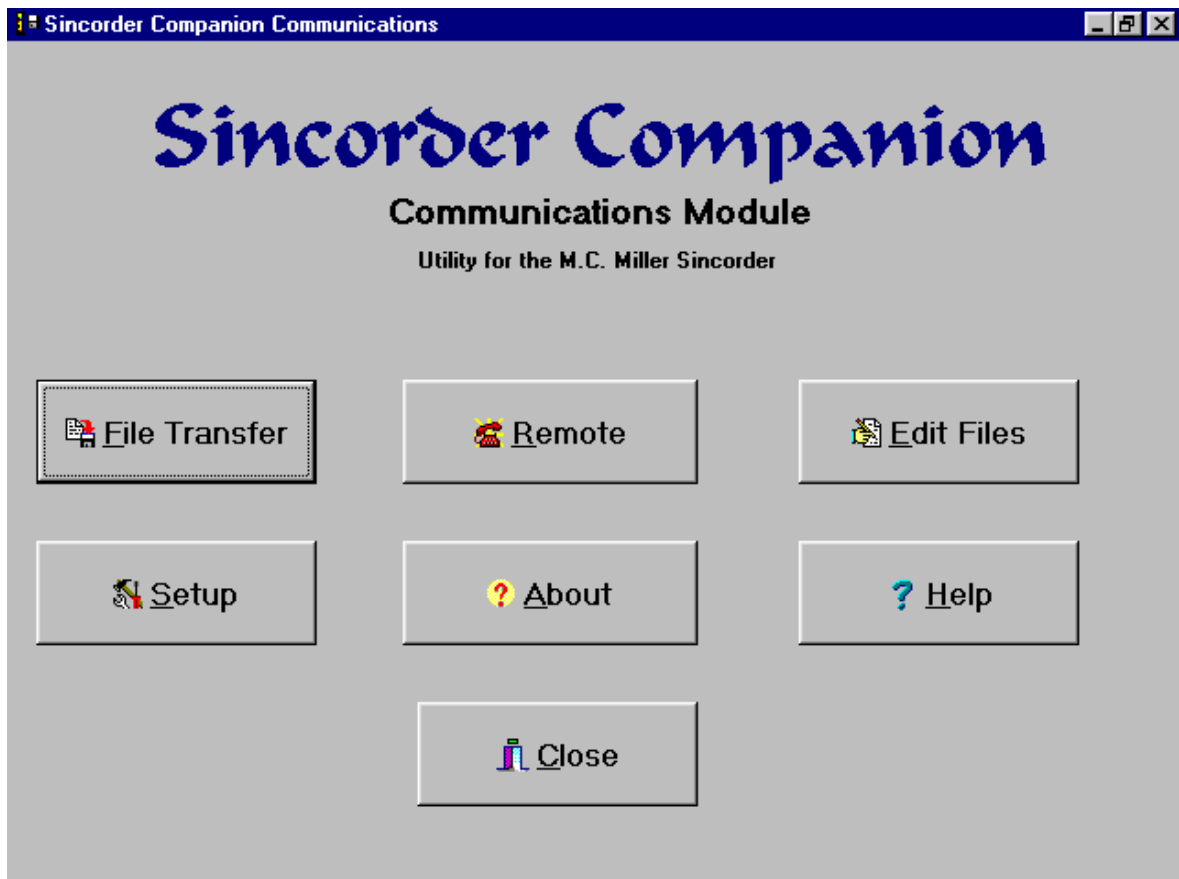 Sincorder Companion Communications
Sincorder Companion
Communications Module
Utility for the M.C. Miller Sincorder
File Transfer
Remote
Edit Files
Setup
About
Help
Close